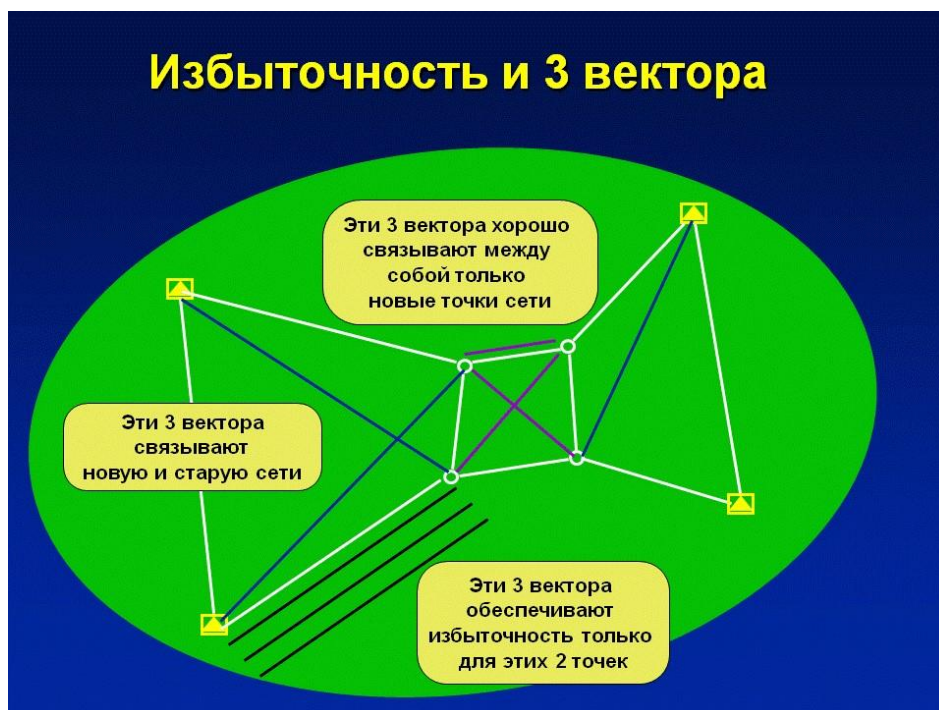 Избыточность и 3 вектора
Эти 3 вектора хорошо
связывают между
собой только
новые точки сети
Эти 3 вектора
связывают
новую и старую сети
Эти 3 вектора
обеспечивают
избыточность только
для этих 2 точек